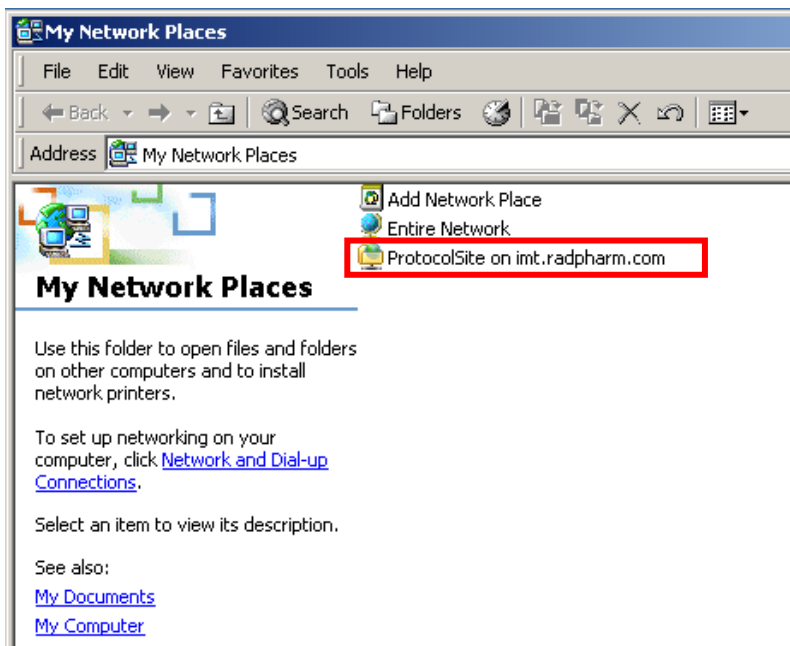 My Network Places
File Edit View Favorites Tools Help
Back Search Folders
Address My Network Places
Add Network Place
Entire Network
ProtocolSite on imt.radpharm.com
My Network Places
Use this folder to open files and folders
on other computers and to install
network printers.
To set up networking on your
computer, click Network and Dial-up
Connections.
Select an item to view its description.
See also:
My Documents
My Computer